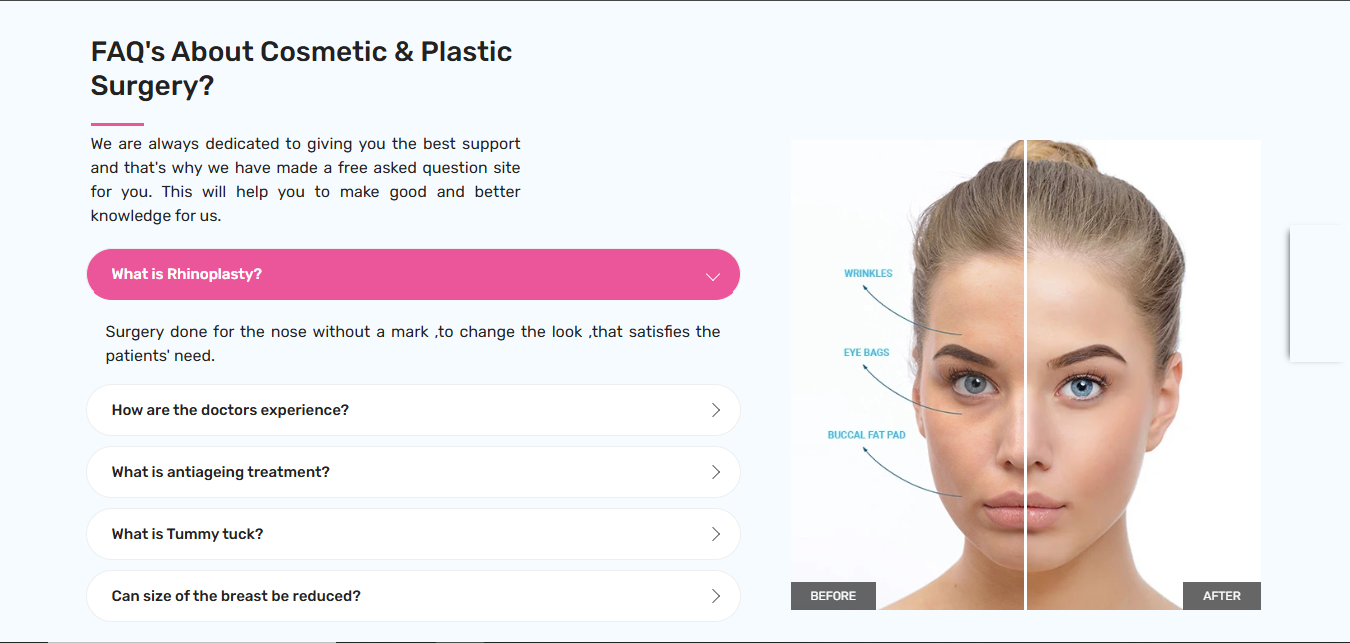 FAQ's About Cosmetic & Plastic
Surgery?
We are always dedicated to giving you the best support
and that's why we have made a free asked question site
for you. This will help you to make good and better
knowledge for us.
What is Rhinoplasty?
Surgery done for the nose without a mark ,to change the look ,that satisfies the
patients' need.
How are the doctors experience?
What is antiageing treatment?
What is Tummy tuck?
Can size of the breast be reduced?
WRINKLES
EYE BAGS
BUCCAL FAT PAD
BEFORE
AFTER